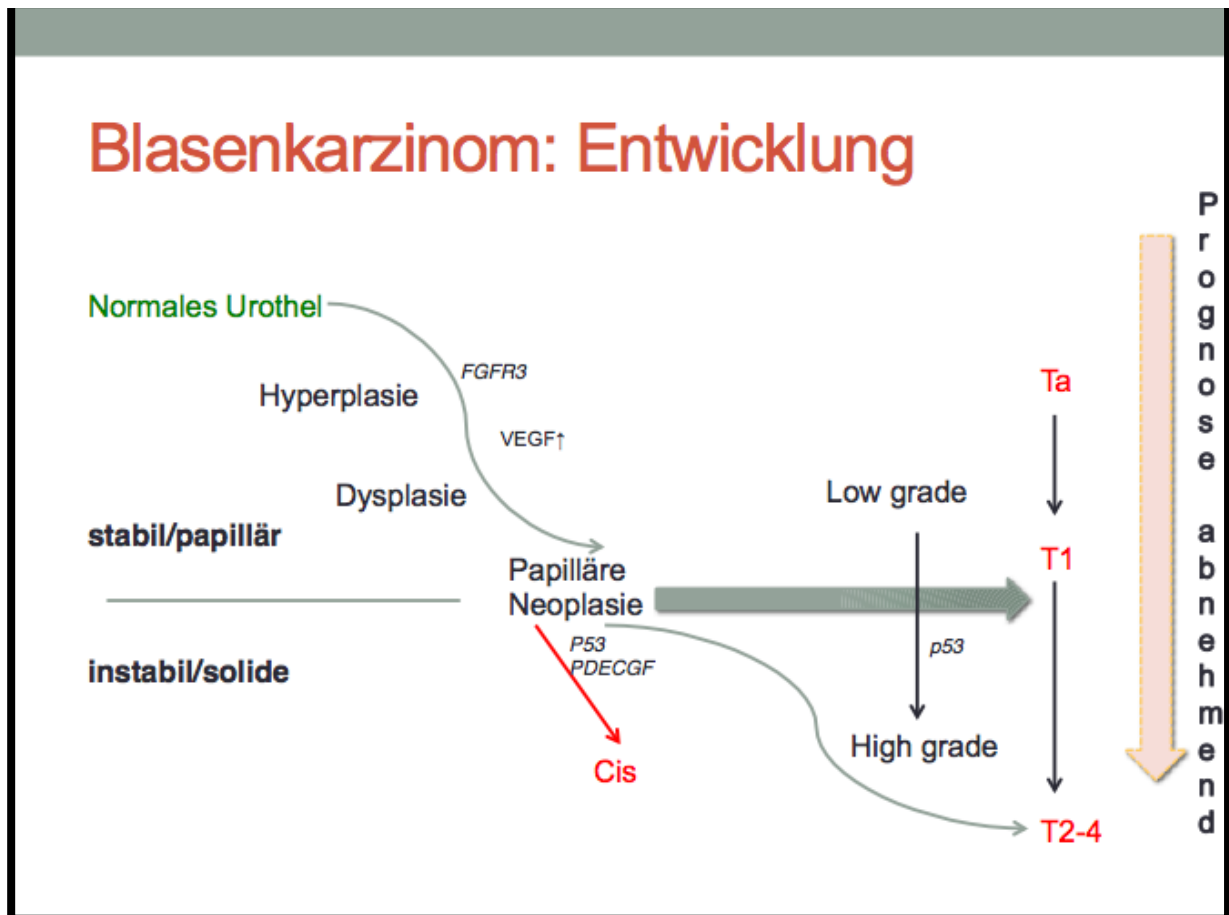 Blasenkarzinom: Entwicklung
Normales Urothel
FGFR3
Hyperplasie
VEGF↑
Dysplasie
stabil/papillär
Papilläre
Neoplasie
instabil/solide
P53
PDECGF
Cis
Low grade
p53
High grade
Ta
T1
T2-4
Prognose abnehmend